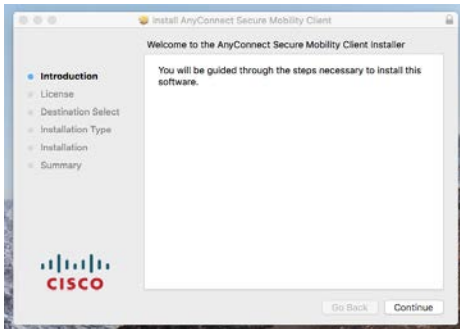 Install AnyConnect Secure Mobility Client
Welcome to the AnyConnect Secure Mobility Client Installer
Introduction
License
Destination Select
Installation Type
Installation
Summary
You will be guided through the steps necessary to install this
software.
CISCO
Go Back
Continue